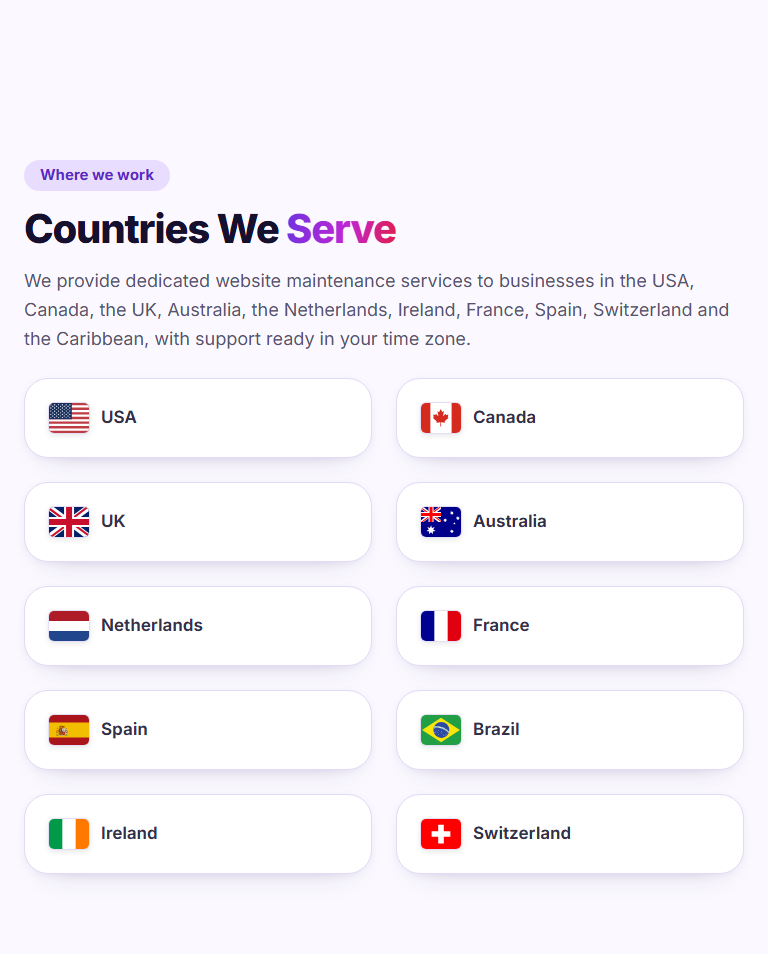 Where we work
Countries We Serve
We provide dedicated website maintenance services to businesses in the USA,
Canada, the UK, Australia, the Netherlands, Ireland, France, Spain, Switzerland and
the Caribbean, with support ready in your time zone.
USA
Canada
UK
Australia
Netherlands
France
Spain
Brazil
Ireland
Switzerland